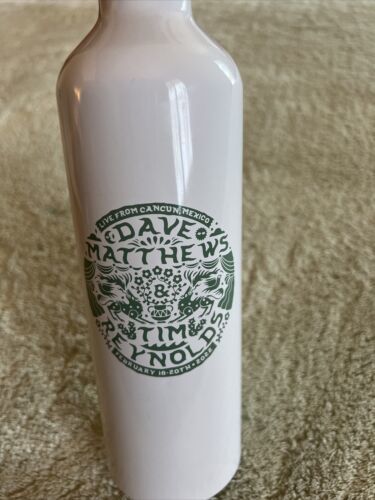 LIVE FROM CANCUN, MEXICO
DAVE
MATTHEWS
&
TIM
REYNOLDS
FEBRUARY 18-20TH • 2022